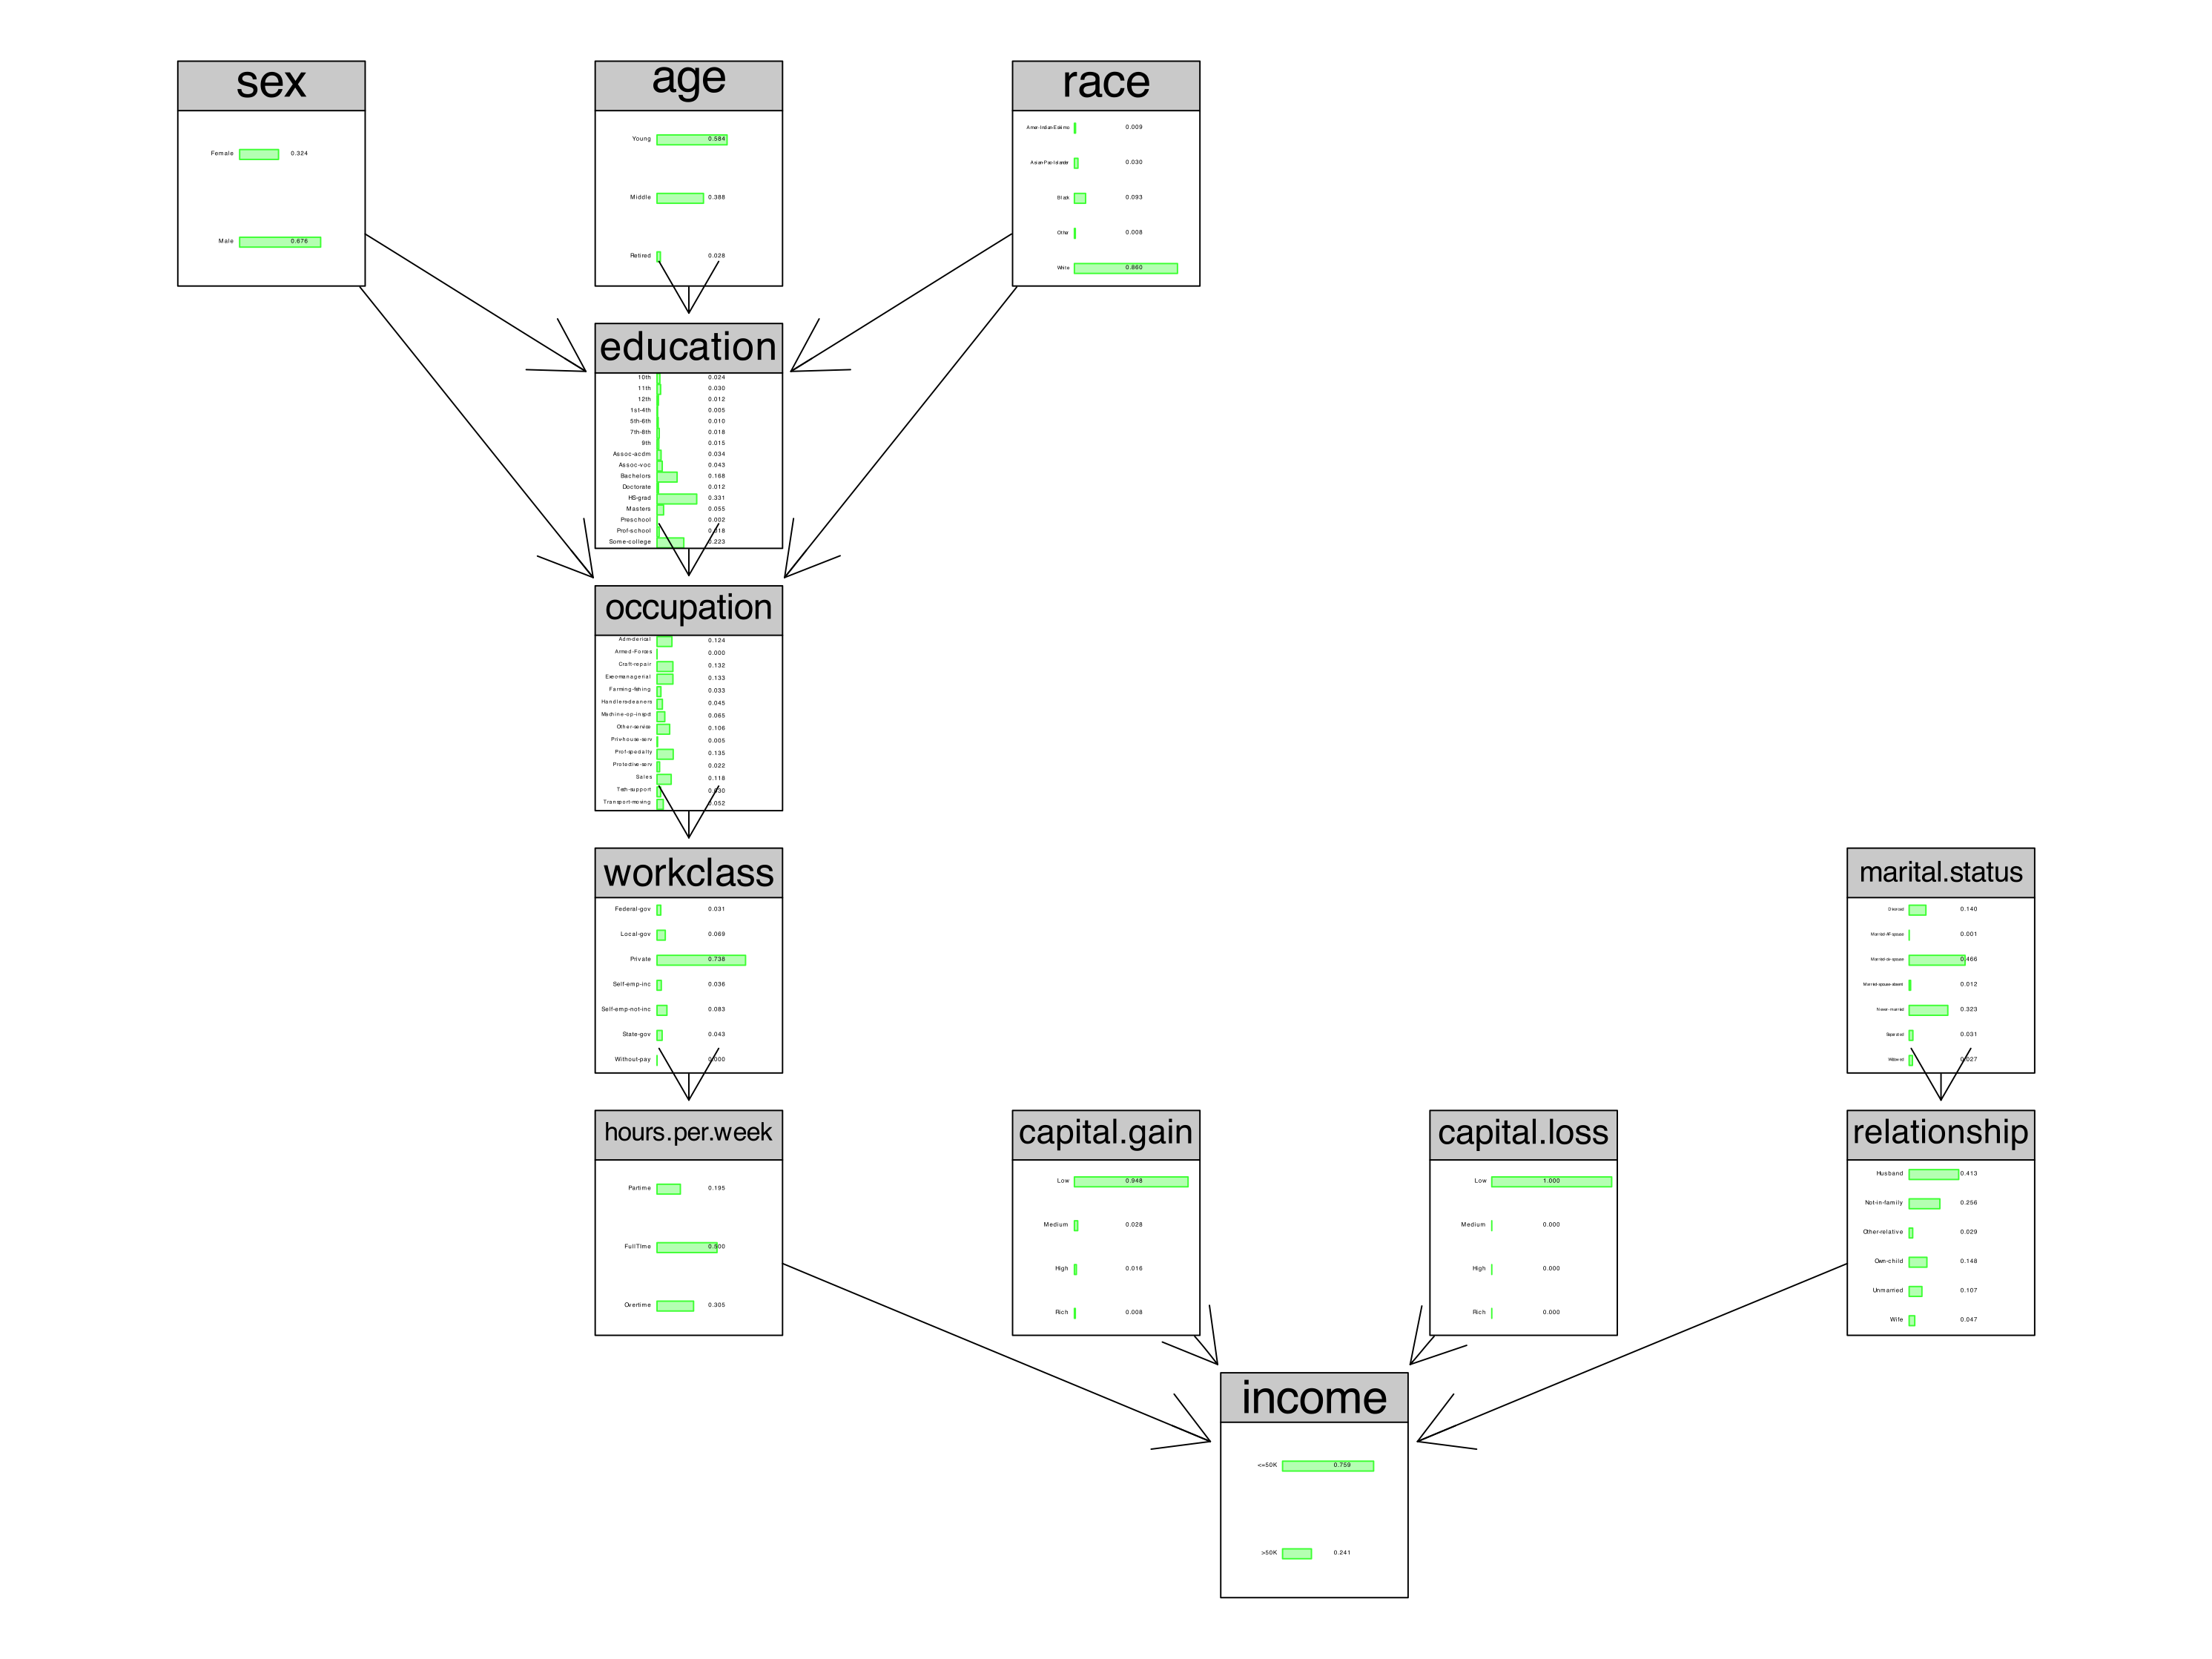 sex
Female 0.324
Male 0.676
age
Young 0.584
Middle 0.388
Retired 0.028
race
Amer-Indian-Eskimo 0.009
Asian-Pac-Islander 0.030
Black 0.093
Other 0.008
White 0.860
education
10th 0.024
11th 0.030
12th 0.012
1st-4th 0.005
5th-6th 0.010
7th-8th 0.018
9th 0.015
Assoc-acdm 0.034
Assoc-voc 0.043
Bachelors 0.168
Doctorate 0.012
HS-grad 0.331
Masters 0.055
Preschool 0.002
Prof-school 0.018
Some-college 0.223
occupation
Adm-clerical 0.124
Armed-Forces 0.000
Craft-repair 0.132
Exec-managerial 0.133
Farming-fishing 0.033
Handlers-cleaners 0.045
Machine-op-inspct 0.065
Other-service 0.106
Priv-house-serv 0.005
Prof-specialty 0.135
Protective-serv 0.022
Sales 0.118
Tech-support 0.030
Transport-moving 0.052
workclass
Federal-gov 0.031
Local-gov 0.069
Private 0.738
Self-emp-inc 0.036
Self-emp-not-inc 0.083
State-gov 0.043
Without-pay 0.000
marital.status
Divorced 0.140
Married-AF-spouse 0.001
Married-civ-spouse 0.466
Married-spouse-absent 0.012
Never-married 0.323
Separated 0.031
Widowed 0.027
hours.per.week
Partime 0.195
FullTIme 0.500
Overtime 0.305
capital.gain
Low 0.948
Medium 0.028
High 0.016
Rich 0.008
capital.loss
Low 1.000
Medium 0.000
High 0.000
Rich 0.000
relationship
Husband 0.413
Not-in-family 0.256
Other-relative 0.029
Own-child 0.148
Unmarried 0.107
Wife 0.047
income
<=50K 0.759
>50K 0.241